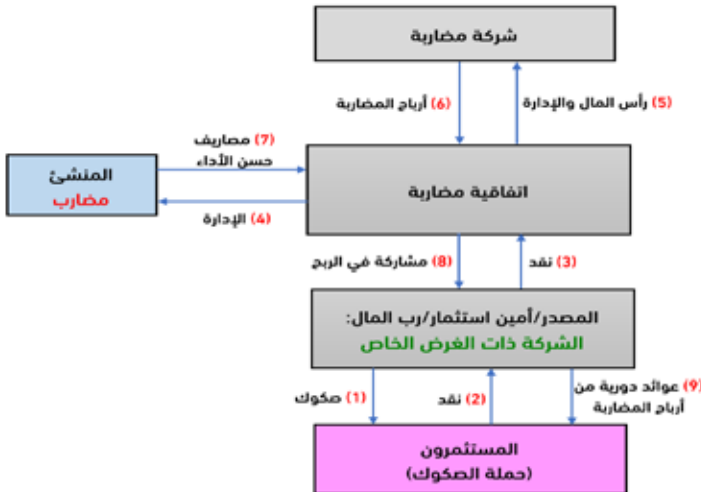 شركة مضاربة
(6) أرباح المضاربة
(5) رأس المال والإدارة
(7) مصاريف
حسن الأداء
المنشئ
مضارب
اتفاقية مضاربة
(4) الإدارة
(8) مشاركة في الربح
(3) نقد
المصدر/أمين استثمار/رب المال:
الشركة ذات الغرض الخاص
(1) صكوك
(2) نقد
(9) عوائد دورية من
أرباح المضاربة
المستثمرون
(حملة الصكوك)